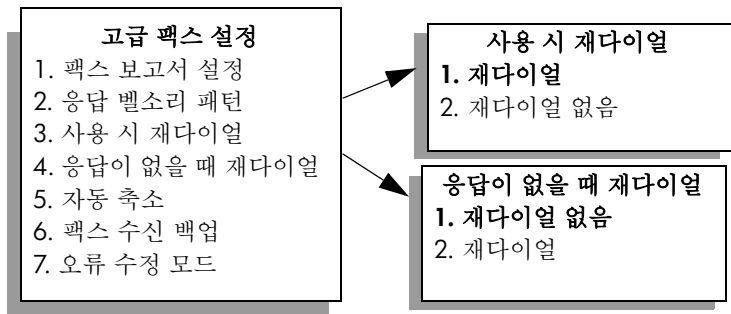 고급 팩스 설정
1. 팩스 보고서 설정
2. 응답 벨소리 패턴
3. 사용 시 재다이얼
4. 응답이 없을 때 재다이얼
5. 자동 축소
6. 팩스 수신 백업
7. 오류 수정 모드
사용 시 재다이얼
1. 재다이얼
2. 재다이얼 없음
응답이 없을 때 재다이얼
1. 재다이얼 없음
2. 재다이얼